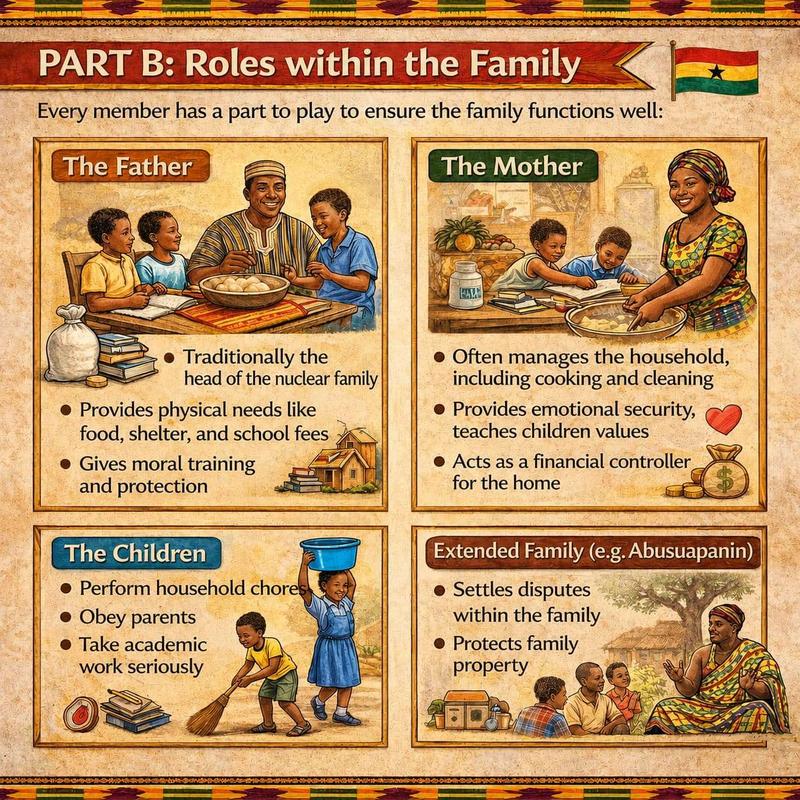 PART B: Roles within the Family
Every member has a part to play to ensure the family functions well:
The Father
Traditionally the
head of the nuclear family
Provides physical needs like
food, shelter, and school fees
Gives moral training
and protection
The Mother
Often manages the household,
including cooking and cleaning
Provides emotional security,
teaches children values
Acts as a financial controller
for the home
$
The Children
Perform household chores
Obey parents
Take academic
work seriously
Extended Family (e.g. Abusuapanin)
Settles disputes
within the family
Protects family
property